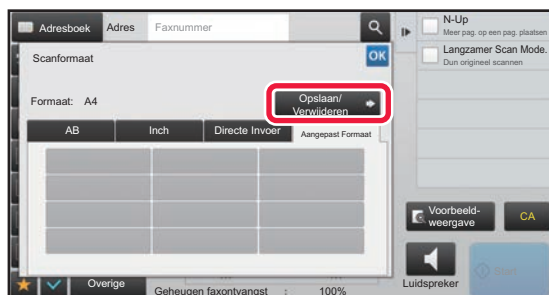 Adresboek
Adres
Faxnummer
N-Up
Meer pag. op een pag. plaatsen
Langzamer Scan Mode.
Dun origineel scannen
Scanformaat
OK
Formaat: A4
Opslaan/
Verwijderen
AB
Inch
Directe Invoer
Aangepast Formaat
Voorbeeld-
weergave
CA
Overige
Geheugen faxontvangst : 100%
Luidspreker
Start